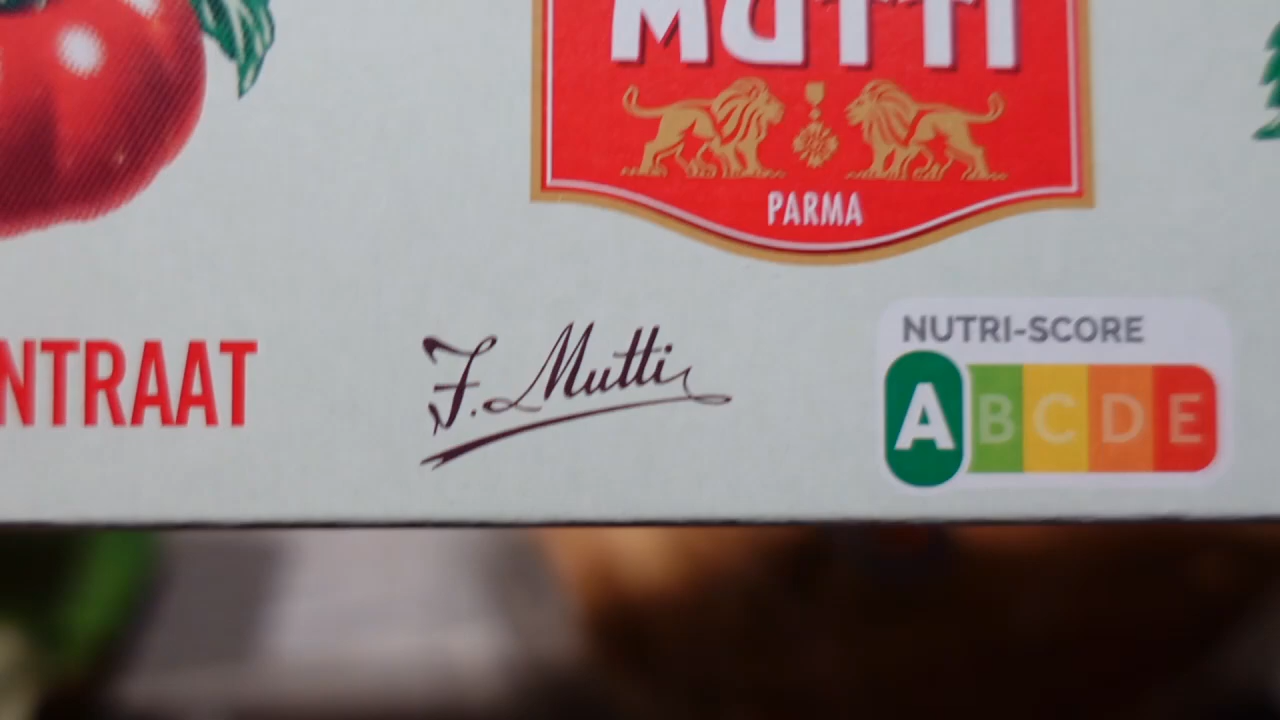 MUTTI
PARMA
NTRAAT
F. Mutti
NUTRI-SCORE
A B C D E